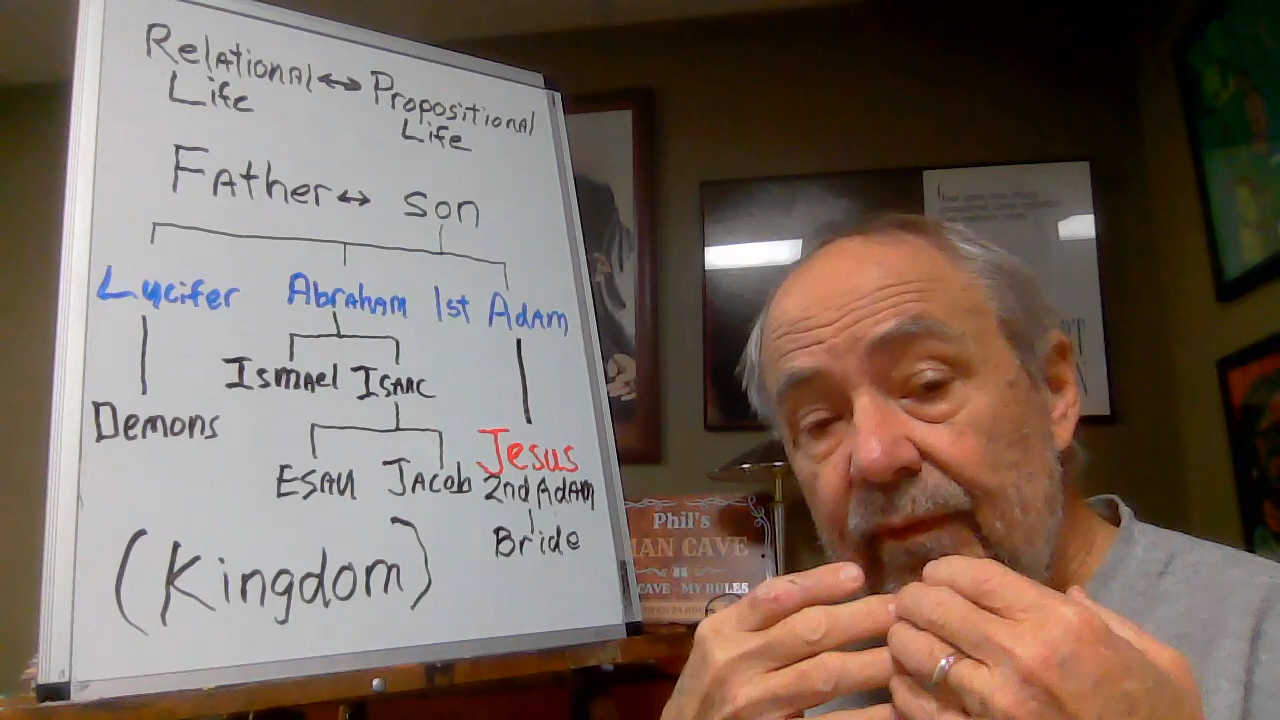 Relational ↔ Propositional
Life Life
Father ↔ son
Lucifer Abraham 1st Adam
Ismael Isaac
Demons
Esau Jacob
Jesus
2nd Adam
Bride
(Kingdom)
Phil's
MAN CAVE
CAVE - MY RULES